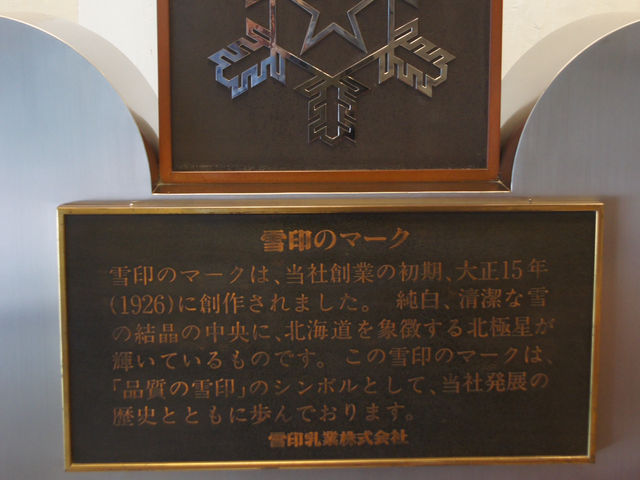 雪印のマーク
雪印のマークは、当社創業の初期、大正15年
(1926)に創作されました。 純白、清潔な雪
の結晶の中央に、北海道を象徴する北極星が
輝いているものです。 この雪印のマークは、
「品質の雪印」のシンボルとして、当社発展の
歴史とともに歩んでおります。
雪印乳業株式会社